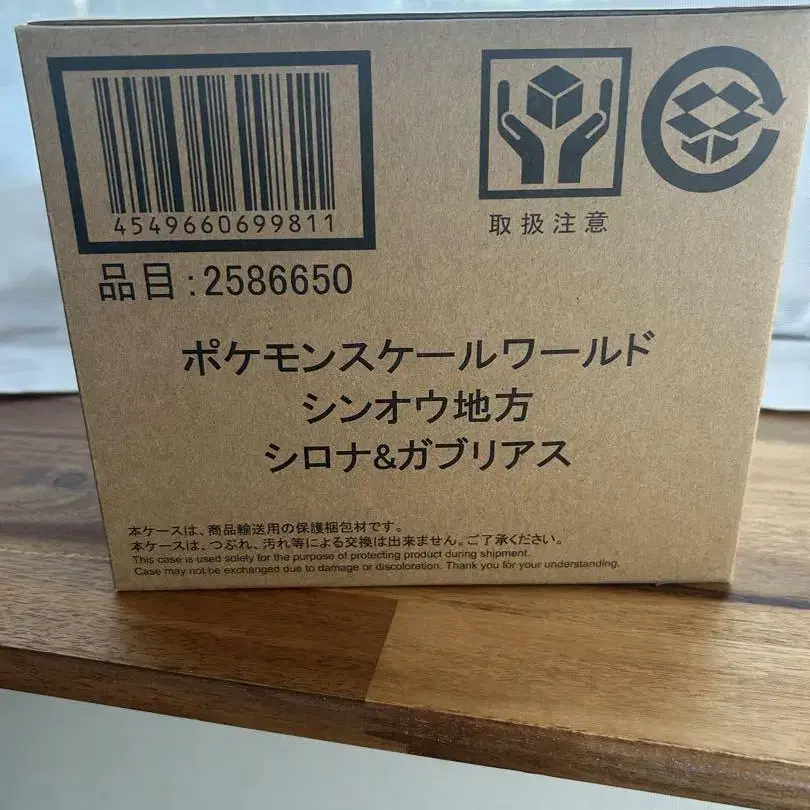 4549660699811
取扱注意
品目:2586650
ポケモンスケールワールド
シンオウ地方
シロナ&ガブリアス
本ケースは、商品輸送用の保護梱包材です。
本ケースは、つぶれ、汚れ等による交換は出来ません。ご了承ください。
This case is used solely for the purpose of protecting product during shipment.
Case may not be exchanged due to damage or discoloration. Thank you for your understanding.